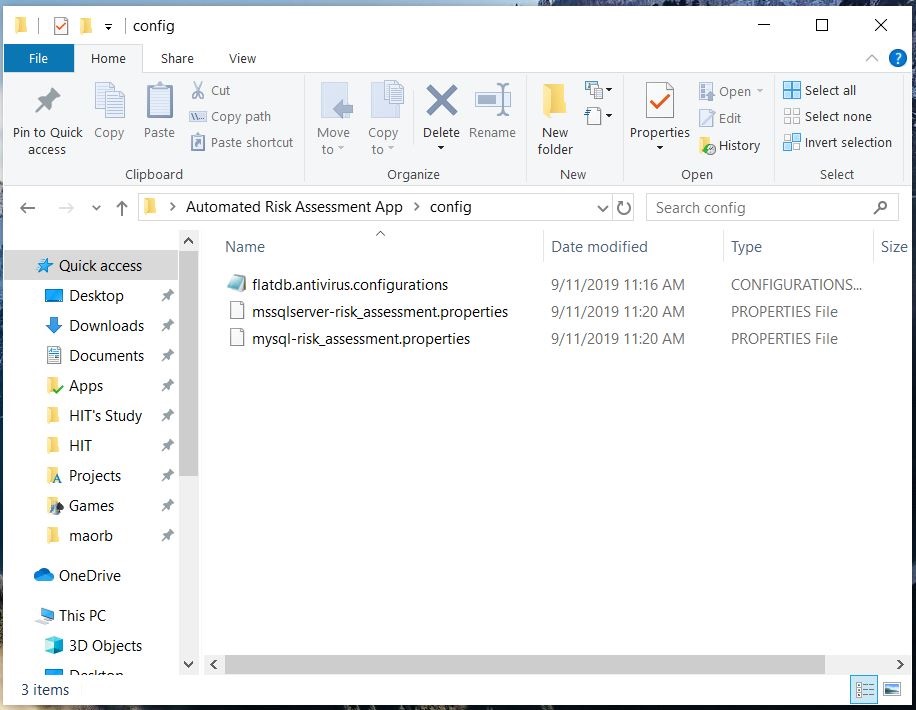 config
File Home Share View
Pin to Quick access
Copy
Paste
Cut
Copy path
Paste shortcut
Clipboard
Move to
Copy to
Delete
Rename
Organize
New folder
New
Properties
Open
Edit
History
Open
Select all
Select none
Invert selection
Select
Automated Risk Assessment App config
Search config
Name Date modified Type Size
flatdb.antivirus.configurations 9/11/2019 11:16 AM CONFIGURATIONS...
mssqlserver-risk_assessment.properties 9/11/2019 11:20 AM PROPERTIES File
mysql-risk_assessment.properties 9/11/2019 11:20 AM PROPERTIES File
Quick access
Desktop
Downloads
Documents
Apps
HIT's Study
HIT
Projects
Games
maorb
OneDrive
This PC
3D Objects
Desktop
3 items